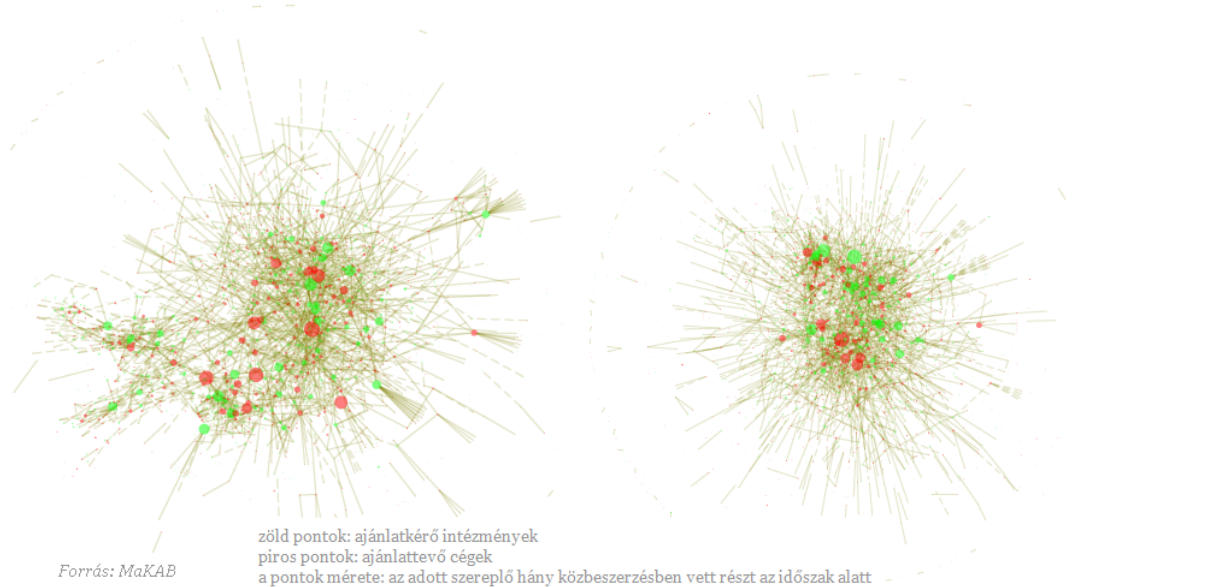 zöld pontok: ajánlatkérő intézmények
piros pontok: ajánlattevő cégek
Forrás: MaKAB
a pontok mérete: az adott szereplő hány közbeszerzésben vett részt az időszak alatt